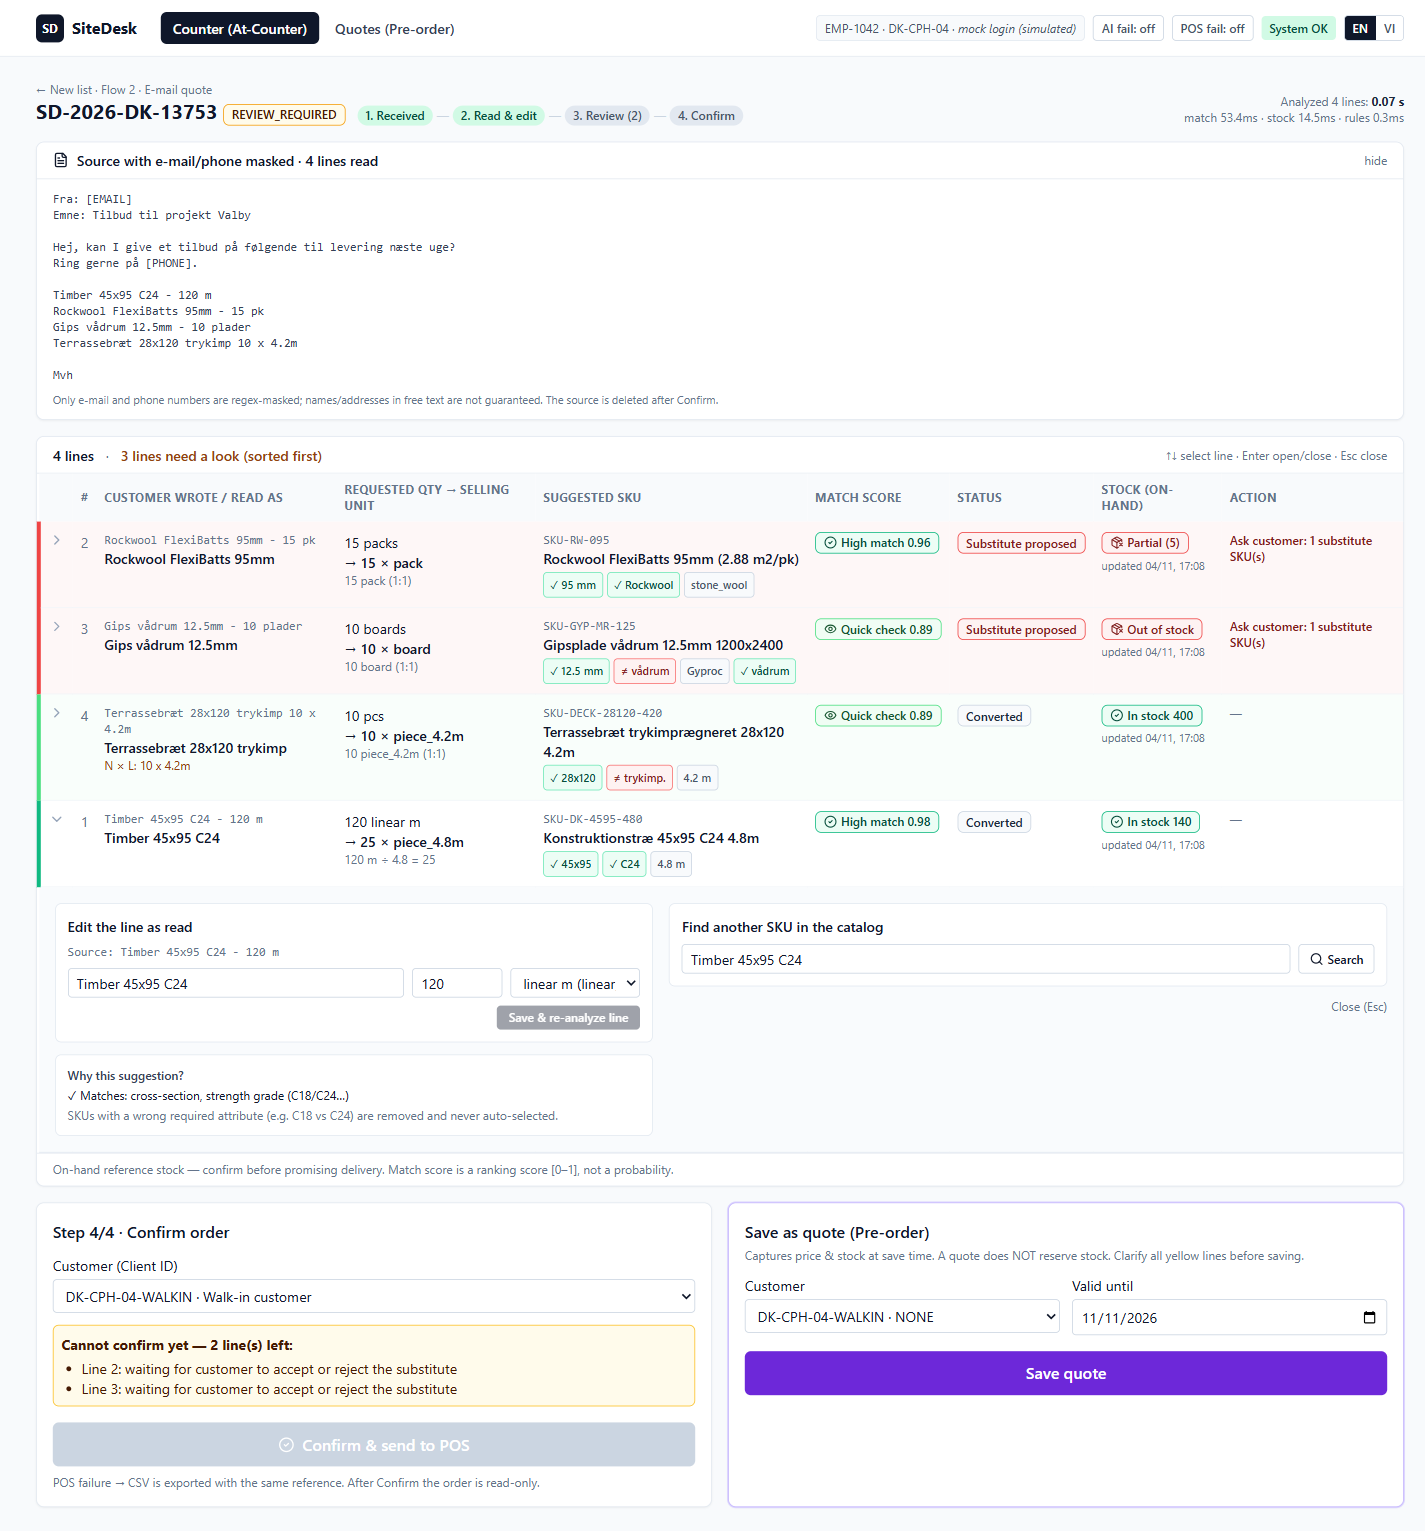 SD SiteDesk Counter (At-Counter) Quotes (Pre-order) EMP-1042 · DK-CPH-04 · mock login (simulated) AI fail: off POS fail: off System OK EN VI
← New list · Flow 2 · E-mail quote
SD-2026-DK-13753 REVIEW_REQUIRED 1. Received — 2. Read & edit — 3. Review (2) — 4. Confirm
Analyzed 4 lines: 0.07 s
match 53.4ms · stock 14.5ms · rules 0.3ms
Source with e-mail/phone masked · 4 lines read hide
Fra: [EMAIL]
Emne: Tilbud til projekt Valby
Hej, kan I give et tilbud på følgende til levering næste uge?
Ring gerne på [PHONE].
Timber 45x95 C24 - 120 m
Rockwool FlexiBatts 95mm - 15 pk
Gips vådrum 12.5mm - 10 plader
Terrassebræt 28x120 trykimp 10 x 4.2m
Mvh
Only e-mail and phone numbers are regex-masked; names/addresses in free text are not guaranteed. The source is deleted after Confirm.
4 lines · 3 lines need a look (sorted first) ↑↓ select line · Enter open/close · Esc close
# CUSTOMER WROTE / READ AS REQUESTED QTY → SELLING UNIT SUGGESTED SKU MATCH SCORE STATUS STOCK (ON-HAND) ACTION
2 Rockwool FlexiBatts 95mm - 15 pk
Rockwool FlexiBatts 95mm
15 packs
→ 15 × pack
15 pack (1:1)
SKU-RW-095
Rockwool FlexiBatts 95mm (2.88 m2/pk)
✓ 95 mm ✓ Rockwool stone_wool
High match 0.96
Substitute proposed
Partial (5)
updated 04/11, 17:08
Ask customer: 1 substitute
SKU(s)
3 Gips vådrum 12.5mm - 10 plader
Gips vådrum 12.5mm
10 boards
→ 10 × board
10 board (1:1)
SKU-GYP-MR-125
Gipsplade vådrum 12.5mm 1200x2400
✓ 12.5 mm ≠ vådrum Gyproc ✓ vådrum
Quick check 0.89
Substitute proposed
Out of stock
updated 04/11, 17:08
Ask customer: 1 substitute
SKU(s)
4 Terrassebræt 28x120 trykimp 10 x
4.2m
Terrassebræt 28x120 trykimp
N × L: 10 x 4.2m
10 pcs
→ 10 × piece_4.2m
10 piece_4.2m (1:1)
SKU-DECK-28120-420
Terrassebræt trykimprægneret 28x120
4.2m
✓ 28x120 ≠ trykimp. 4.2 m
Quick check 0.89
Converted
In stock 400
updated 04/11, 17:08
—
1 Timber 45x95 C24 - 120 m
Timber 45x95 C24
120 linear m
→ 25 × piece_4.8m
120 m ÷ 4.8 = 25
SKU-DK-4595-480
Konstruktionstræ 45x95 C24 4.8m
✓ 45x95 ✓ C24 4.8 m
High match 0.98
Converted
In stock 140
updated 04/11, 17:08
—
Edit the line as read
Source: Timber 45x95 C24 - 120 m
Timber 45x95 C24 120 linear m (linear
Save & re-analyze line
Why this suggestion?
✓ Matches: cross-section, strength grade (C18/C24...)
SKUs with a wrong required attribute (e.g. C18 vs C24) are removed and never auto-selected.
Find another SKU in the catalog
Timber 45x95 C24 Search
Close (Esc)
On-hand reference stock — confirm before promising delivery. Match score is a ranking score [0–1], not a probability.
Step 4/4 · Confirm order
Customer (Client ID)
DK-CPH-04-WALKIN · Walk-in customer
Cannot confirm yet — 2 line(s) left:
• Line 2: waiting for customer to accept or reject the substitute
• Line 3: waiting for customer to accept or reject the substitute
Confirm & send to POS
POS failure → CSV is exported with the same reference. After Confirm the order is read-only.
Save as quote (Pre-order)
Captures price & stock at save time. A quote does NOT reserve stock. Clarify all yellow lines before saving.
Customer Valid until
DK-CPH-04-WALKIN · NONE 11/11/2026
Save quote